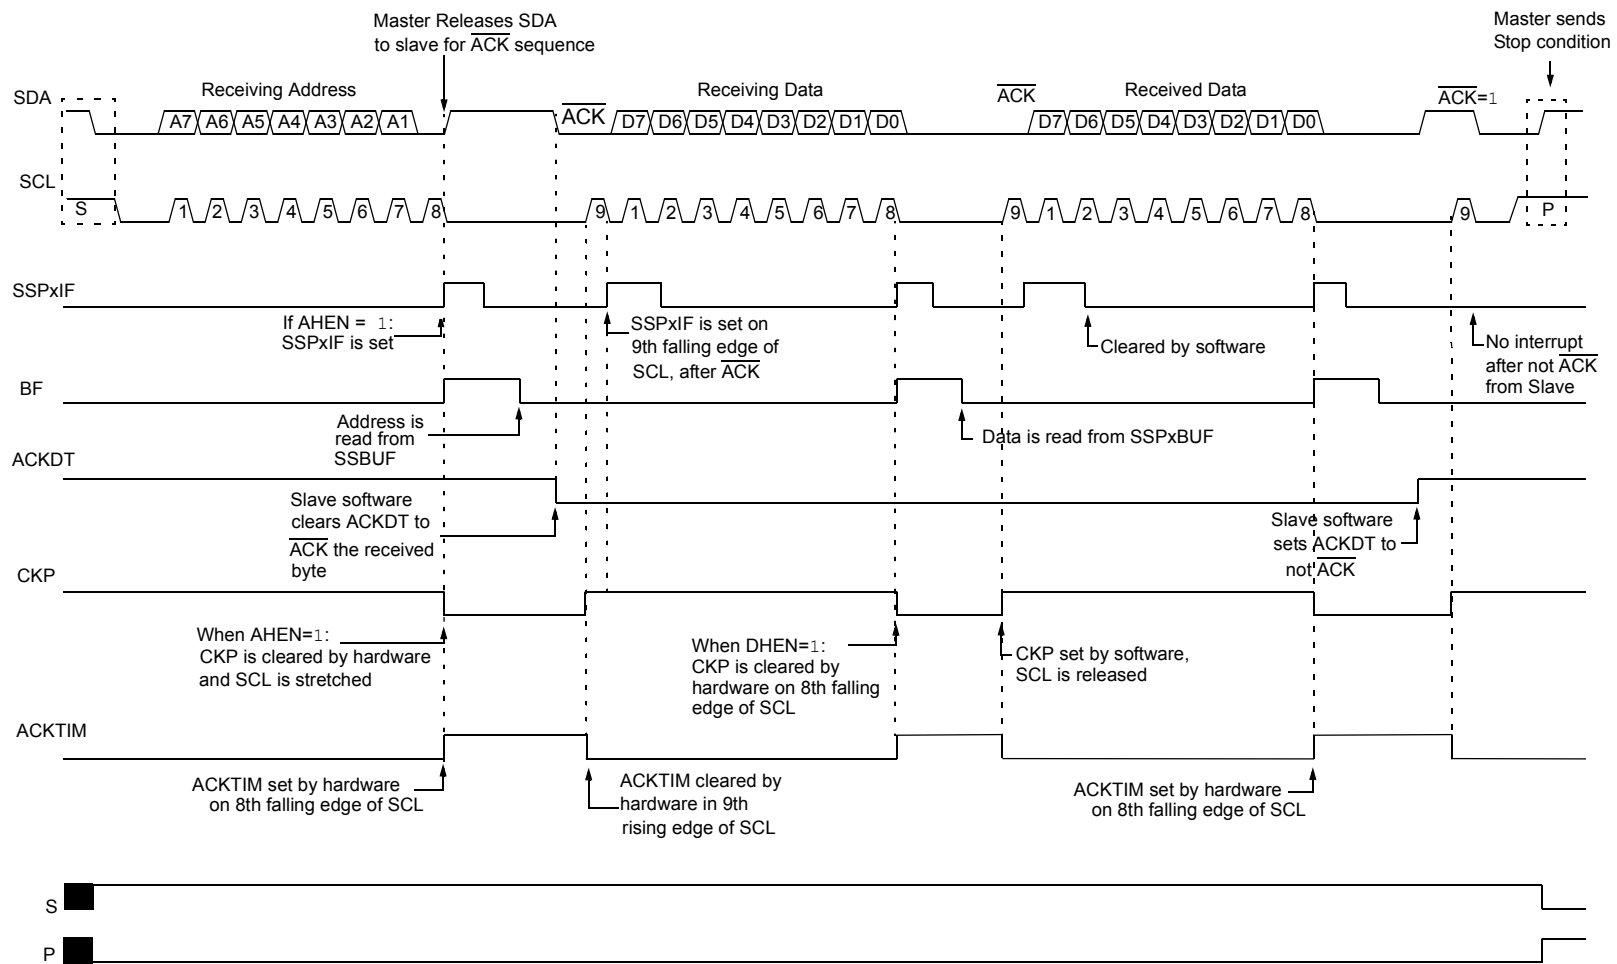 Master Releases SDA
to slave for ACK sequence
Master sends
Stop condition
Receiving Address
Receiving Data
Received Data
SDA
ACK
ACK
ACK=1
A7 A6 A5 A4 A3 A2 A1
D7 D6 D5 D4 D3 D2 D1 D0
D7 D6 D5 D4 D3 D2 D1 D0
SCL
S
1 2 3 4 5 6 7 8
9 1 2 3 4 5 6 7 8
9 1 2 3 4 5 6 7 8
9
P
SSPxIF
If AHEN = 1:
SSPxIF is set
SSPxIF is set on
9th falling edge of
SCL, after ACK
Cleared by software
No interrupt
after not ACK
from Slave
BF
Address is
read from
SSBUF
Data is read from SSPxBUF
ACKDT
Slave software
clears ACKDT to
ACK the received
byte
Slave software
sets ACKDT to
not ACK
CKP
When AHEN=1:
CKP is cleared by hardware
and SCL is stretched
When DHEN=1:
CKP is cleared by
hardware on 8th falling
edge of SCL
CKP set by software,
SCL is released
ACKTIM
ACKTIM set by hardware
on 8th falling edge of SCL
ACKTIM cleared by
hardware in 9th
rising edge of SCL
ACKTIM set by hardware
on 8th falling edge of SCL
S
P